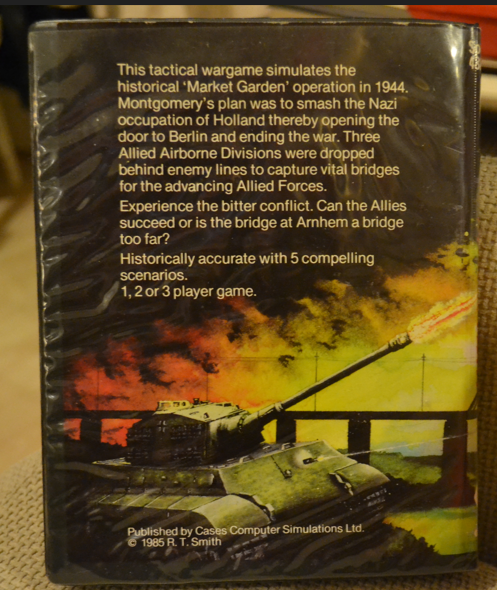 This tactical wargame simulates the
historical 'Market Garden' operation in 1944.
Montgomery's plan was to smash the Nazi
occupation of Holland thereby opening the
door to Berlin and ending the war. Three
Allied Airborne Divisions were dropped
behind enemy lines to capture vital bridges
for the advancing Allied Forces.
Experience the bitter conflict. Can the Allies
succeed or is the bridge at Arnhem a bridge
too far?
Historically accurate with 5 compelling
scenarios.
1, 2 or 3 player game.
Published by Cases Computer Simulations Ltd.
© 1985 R. T. Smith